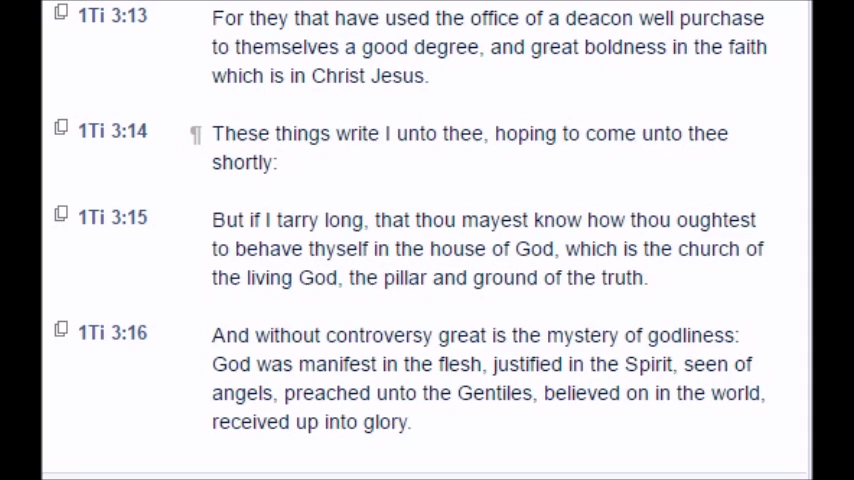 1Ti 3:13 For they that have used the office of a deacon well purchase
to themselves a good degree, and great boldness in the faith
which is in Christ Jesus.
1Ti 3:14 ¶ These things write I unto thee, hoping to come unto thee
shortly:
1Ti 3:15 But if I tarry long, that thou mayest know how thou oughtest
to behave thyself in the house of God, which is the church of
the living God, the pillar and ground of the truth.
1Ti 3:16 And without controversy great is the mystery of godliness:
God was manifest in the flesh, justified in the Spirit, seen of
angels, preached unto the Gentiles, believed on in the world,
received up into glory.